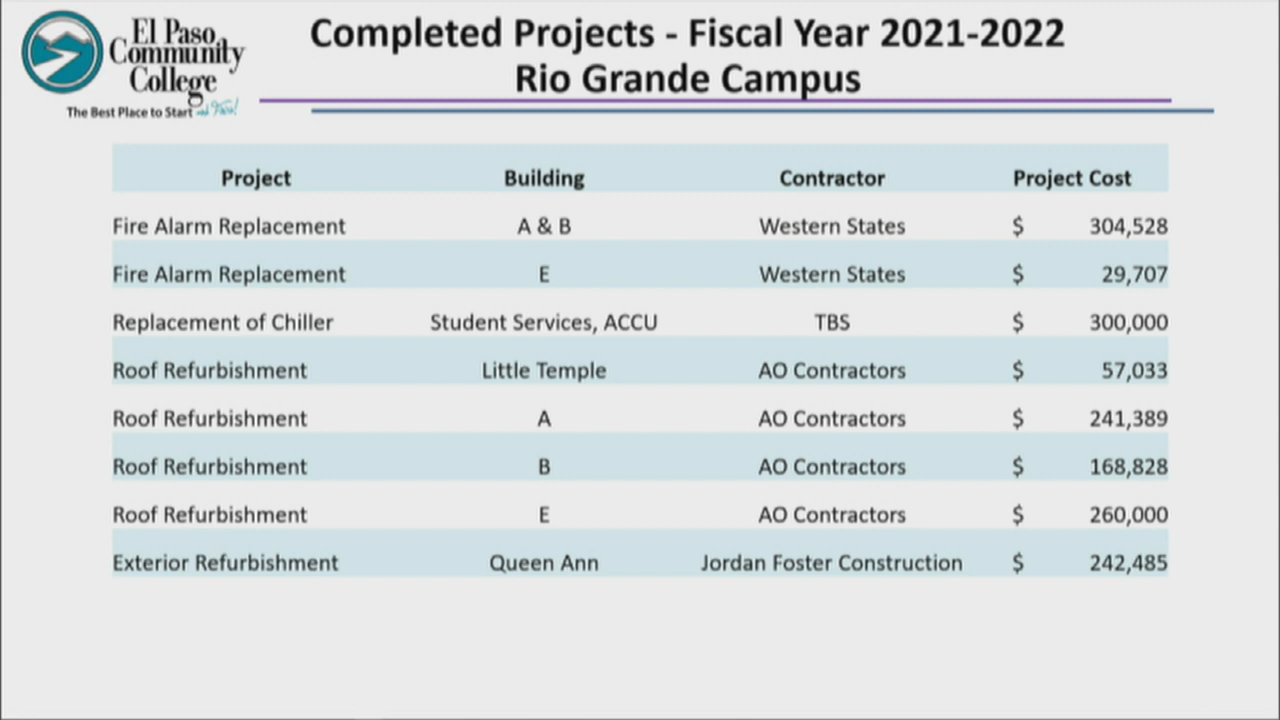 El Paso
Community
College
The Best Place to Start and Finish!
Completed Projects - Fiscal Year 2021-2022
Rio Grande Campus
Project Building Contractor Project Cost
Fire Alarm Replacement A & B Western States $ 304,528
Fire Alarm Replacement E Western States $ 29,707
Replacement of Chiller Student Services, ACCU TBS $ 300,000
Roof Refurbishment Little Temple AO Contractors $ 57,033
Roof Refurbishment A AO Contractors $ 241,389
Roof Refurbishment B AO Contractors $ 168,828
Roof Refurbishment E AO Contractors $ 260,000
Exterior Refurbishment Queen Ann Jordan Foster Construction $ 242,485